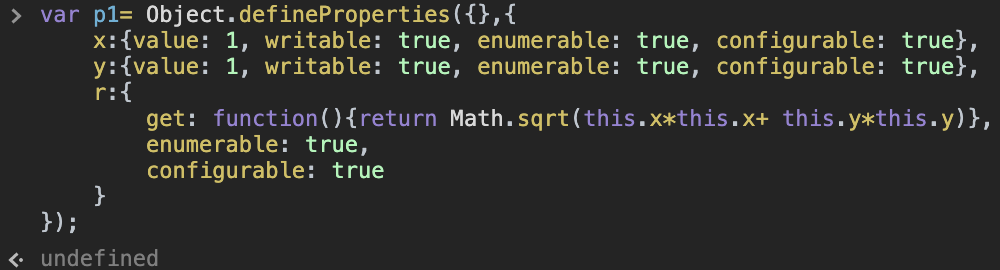 > var p1= Object.defineProperties({},{
x:{value: 1, writable: true, enumerable: true, configurable: true},
y:{value: 1, writable: true, enumerable: true, configurable: true},
r:{
get: function(){return Math.sqrt(this.x*this.x+ this.y*this.y)},
enumerable: true,
configurable: true
}
});
undefined